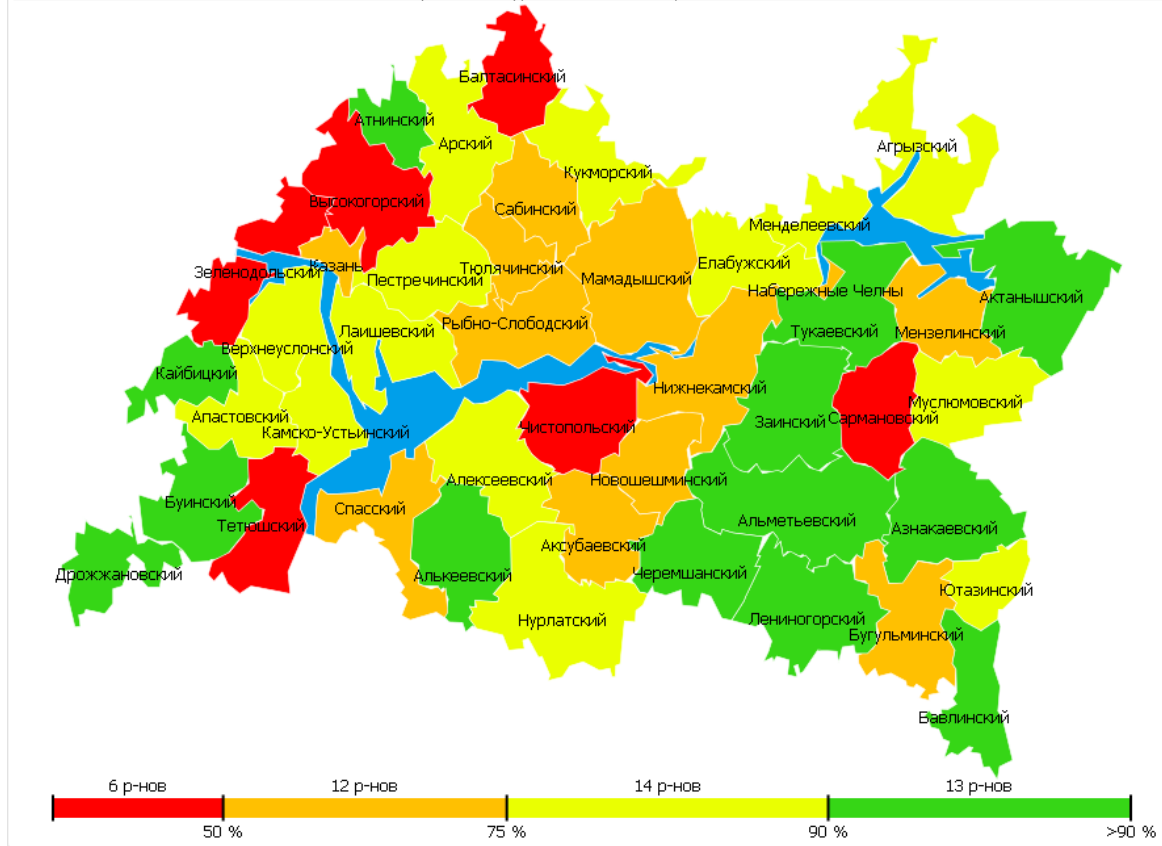 Балтасинский
Атнинский
Арский
Агрызский
Кукморский
Высокогорский
Сабинский
Менделеевский
Зеленодольский
Казань
Тюлячинский
Елабужский
Пестречинский
Мамадышский
Набережные Челны
Актанышский
Рыбно-Слободский
Лаишевский
Тукаевский
Мензелинский
Верхнеуслонский
Кайбицкий
Нижнекамский
Муслюмовский
Апастовский
Заинский
Сармановский
Камско-Устьинский
Чистопольский
Алексеевский
Новошешминский
Буинский
Спасский
Тетюшский
Альметьевский
Азнакаевский
Аксубаевский
Дрожжановский
Алькеевский
Черемшанский
Ютазинский
Нурлатский
Лениногорский
Бугульминский
Бавлинский
6 р-нов
12 р-нов
14 р-нов
13 р-нов
50 %
75 %
90 %
>90 %